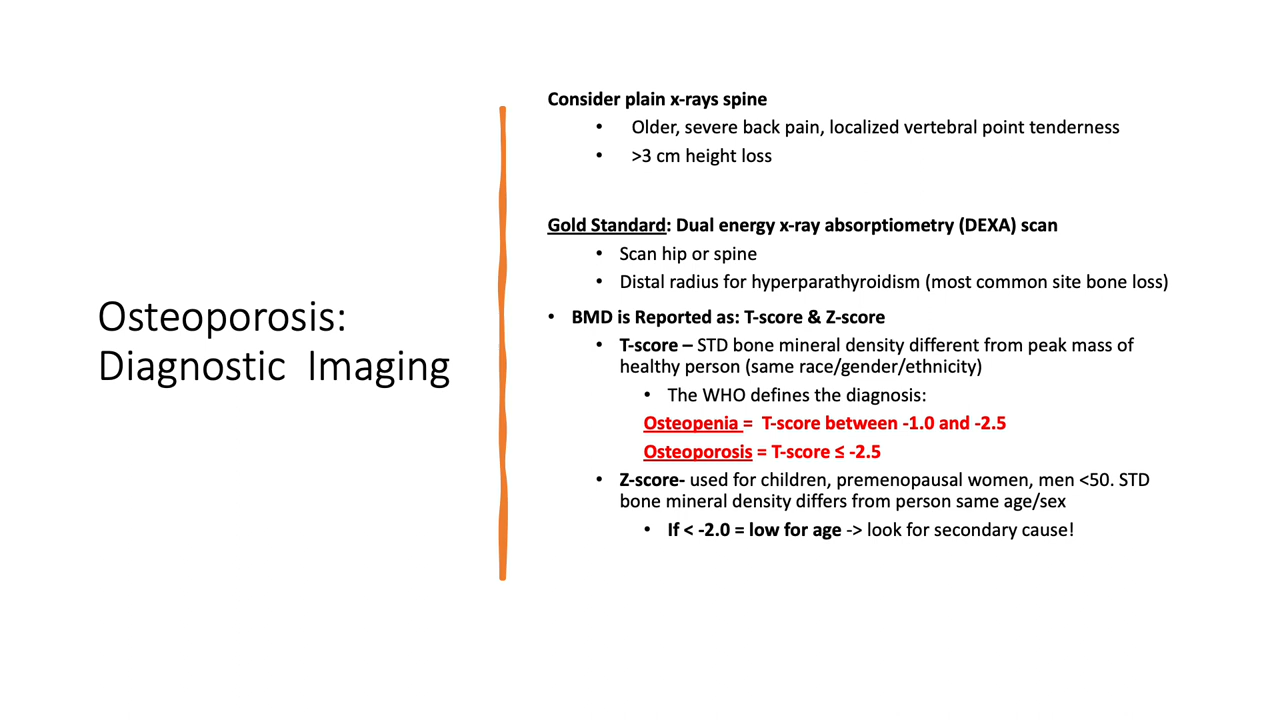 Osteoporosis:
Diagnostic Imaging
Consider plain x-rays spine
• Older, severe back pain, localized vertebral point tenderness
• >3 cm height loss
Gold Standard: Dual energy x-ray absorptiometry (DEXA) scan
• Scan hip or spine
• Distal radius for hyperparathyroidism (most common site bone loss)
• BMD is Reported as: T-score & Z-score
• T-score – STD bone mineral density different from peak mass of
healthy person (same race/gender/ethnicity)
• The WHO defines the diagnosis:
Osteopenia = T-score between -1.0 and -2.5
Osteoporosis = T-score ≤ -2.5
• Z-score- used for children, premenopausal women, men <50. STD
bone mineral density differs from person same age/sex
• If < -2.0 = low for age -> look for secondary cause!